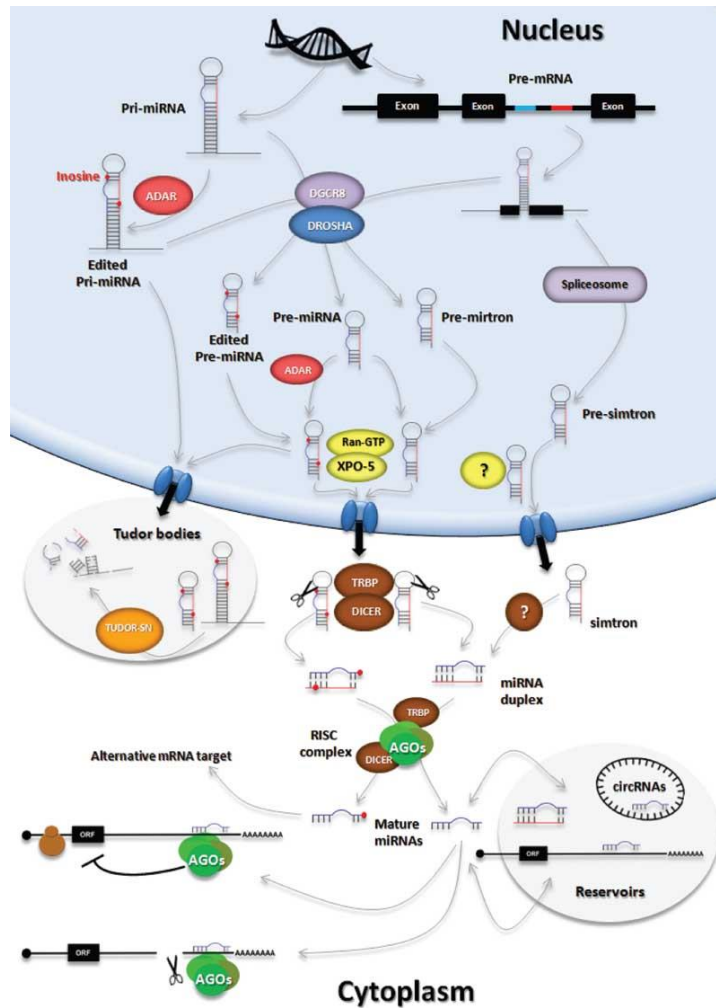 Nucleus
Pre-mRNA
Exon
Exon
Exon
Pri-miRNA
Inosine
ADAR
DGCR8
DROSHA
Edited
Pri-miRNA
Spliceosome
Pre-miRNA
Pre-mirtron
Edited
Pre-miRNA
ADAR
Pre-simtron
Ran-GTP
XPO-5
?
Tudor bodies
TUDOR-SN
TRBP
DICER
?
simtron
miRNA
duplex
TRBP
RISC
complex
AGOs
DICER
Alternative mRNA target
circRNAs
Mature
miRNAs
ORF
AAAAAAA
AGOs
ORF
AAAAAAA
Reservoirs
ORF
AAAAAAA
AGOs
Cytoplasm